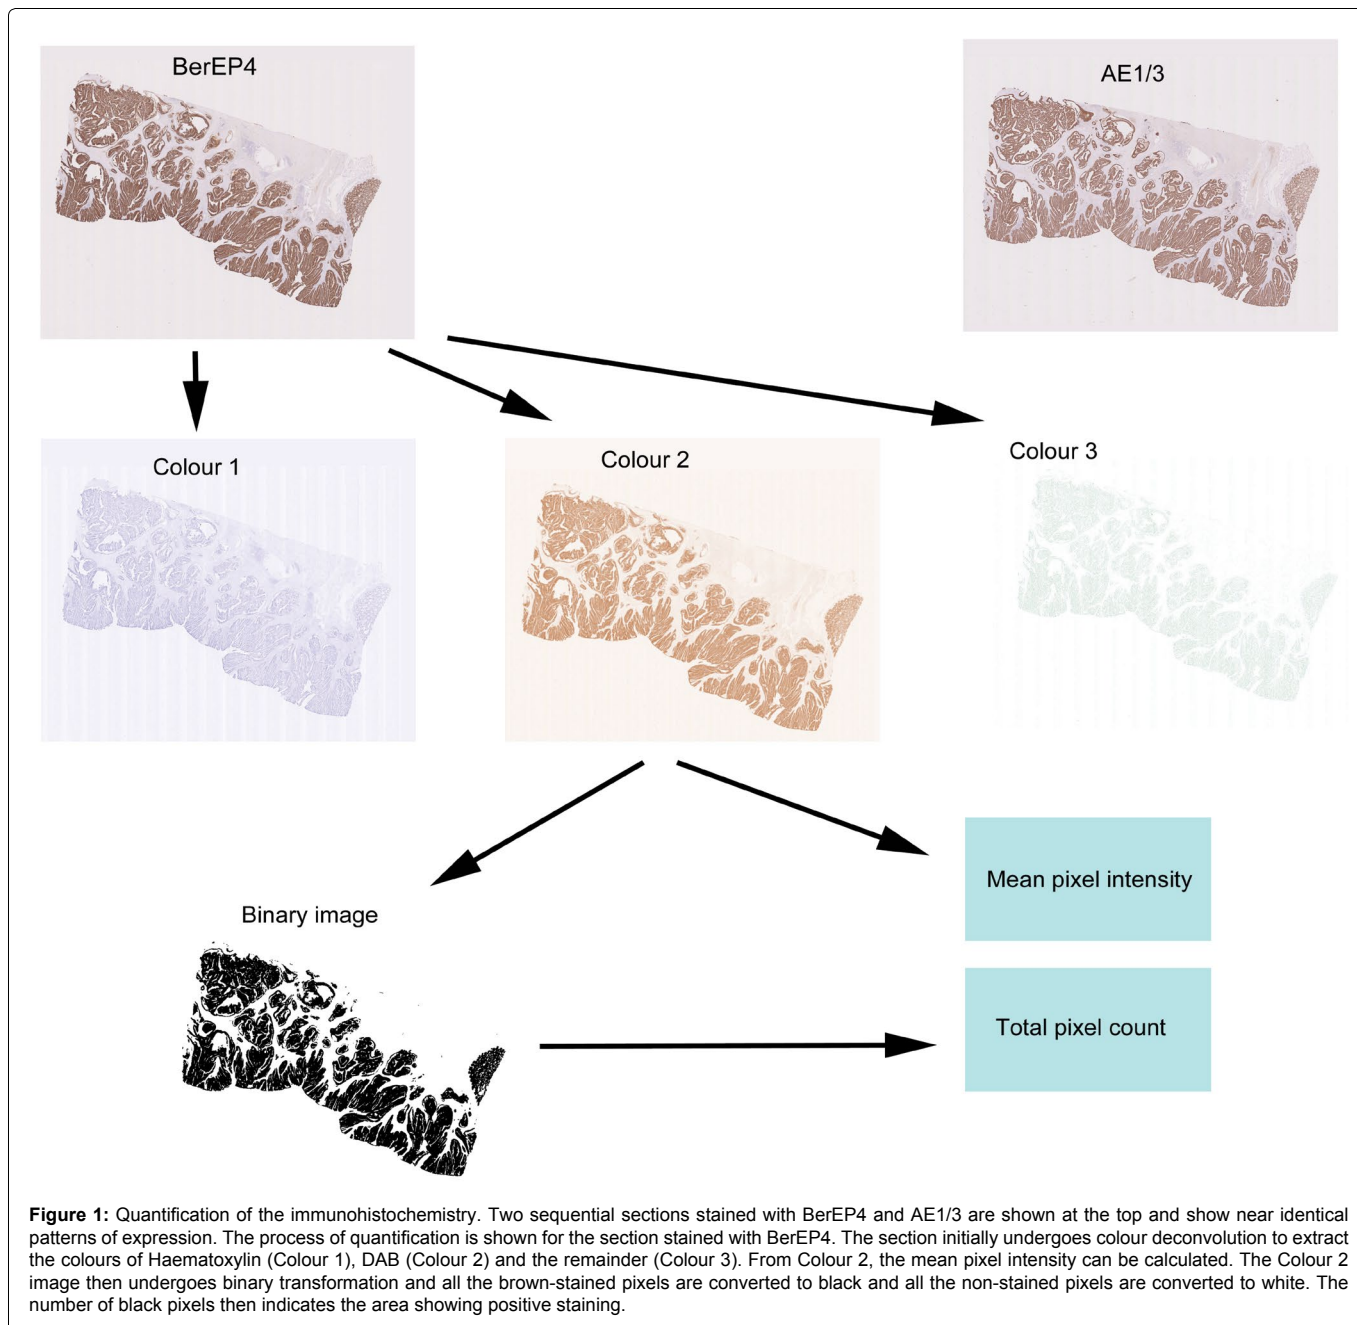 BerEP4
AE1/3
Colour 1
Colour 2
Colour 3
Mean pixel intensity
Binary image
Total pixel count
Figure 1: Quantification of the immunohistochemistry. Two sequential sections stained with BerEP4 and AE1/3 are shown at the top and show near identical
patterns of expression. The process of quantification is shown for the section stained with BerEP4. The section initially undergoes colour deconvolution to extract
the colours of Haematoxylin (Colour 1), DAB (Colour 2) and the remainder (Colour 3). From Colour 2, the mean pixel intensity can be calculated. The Colour 2
image then undergoes binary transformation and all the brown-stained pixels are converted to black and all the non-stained pixels are converted to white. The
number of black pixels then indicates the area showing positive staining.